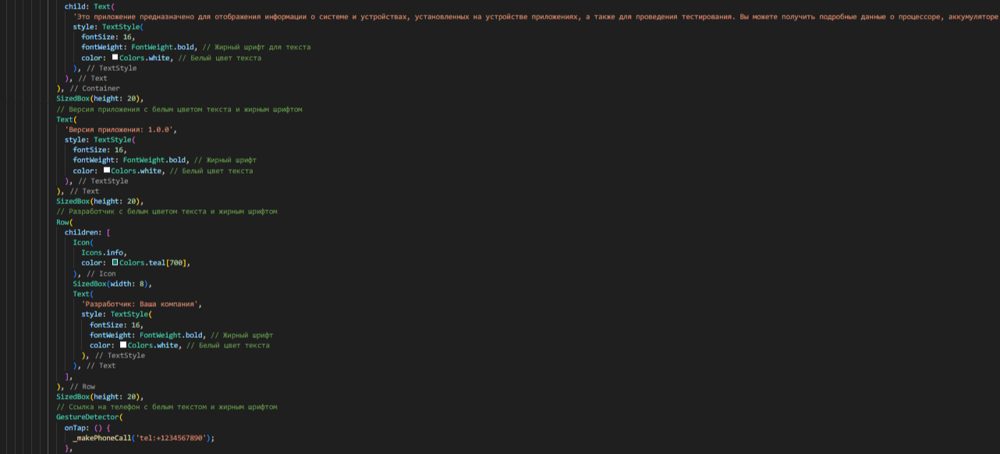 child: Text(
'Это приложение предназначено для отображения информации о системе и устройствах, установленных на устройстве приложениях, а также для проведения тестирования. Вы можете получить подробные данные о процессоре, аккумуляторе
style: TextStyle(
fontSize: 16,
fontWeight: FontWeight.bold, // Жирный шрифт для текста
color: Colors.white, // Белый цвет текста
), // TextStyle
), // Text
), // Container
SizedBox(height: 20),
// Версия приложения с белым цветом текста и жирным шрифтом
Text(
'Версия приложения: 1.0.0',
style: TextStyle(
fontSize: 16,
fontWeight: FontWeight.bold, // Жирный шрифт
color: Colors.white, // Белый цвет текста
), // TextStyle
), // Text
SizedBox(height: 20),
// Разработчик с белым цветом текста и жирным шрифтом
Row(
children: [
Icon(
Icons.info,
color: Colors.teal[700],
), // Icon
SizedBox(width: 8),
Text(
'Разработчик: Ваша компания',
style: TextStyle(
fontSize: 16,
fontWeight: FontWeight.bold, // Жирный шрифт
color: Colors.white, // Белый цвет текста
), // TextStyle
), // Text
],
), // Row
SizedBox(height: 20),
// Ссылка на телефон с белым текстом и жирным шрифтом
GestureDetector(
onTap: () {
_makePhoneCall('tel:+1234567890');
},